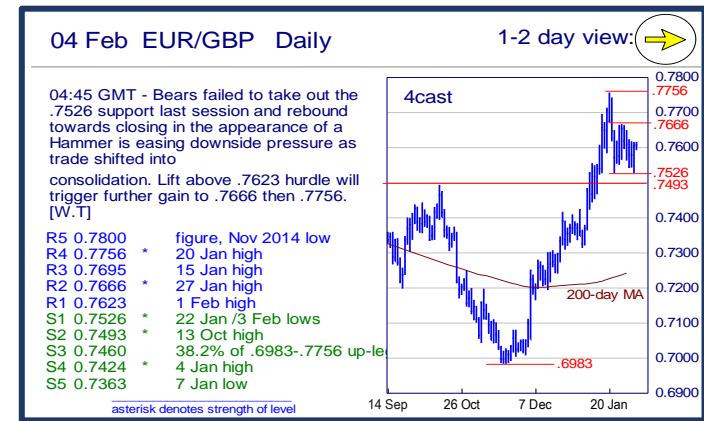 04 Feb EUR/GBP Daily
1-2 day view:
04:45 GMT - Bears failed to take out the
.7526 support last session and rebound
towards closing in the appearance of a
Hammer is easing downside pressure as
trade shifted into
consolidation. Lift above .7623 hurdle will
trigger further gain to .7666 then .7756.
[W.T]
R5 0.7800 figure, Nov 2014 low
R4 0.7756 * 20 Jan high
R3 0.7695 15 Jan high
R2 0.7666 * 27 Jan high
R1 0.7623 1 Feb high
S1 0.7526 * 22 Jan /3 Feb lows
S2 0.7493 * 13 Oct high
S3 0.7460 38.2% of .6983-.7756 up-le
S4 0.7424 * 4 Jan high
S5 0.7363 7 Jan low
asterisk denotes strength of level
4cast
0.7800
.7756
0.7700
.7666
0.7600
.7526
.7493
0.7400
0.7300
200-day MA
0.7200
0.7100
0.7000
.6983
0.6900
14 Sep 26 Oct 7 Dec 20 Jan